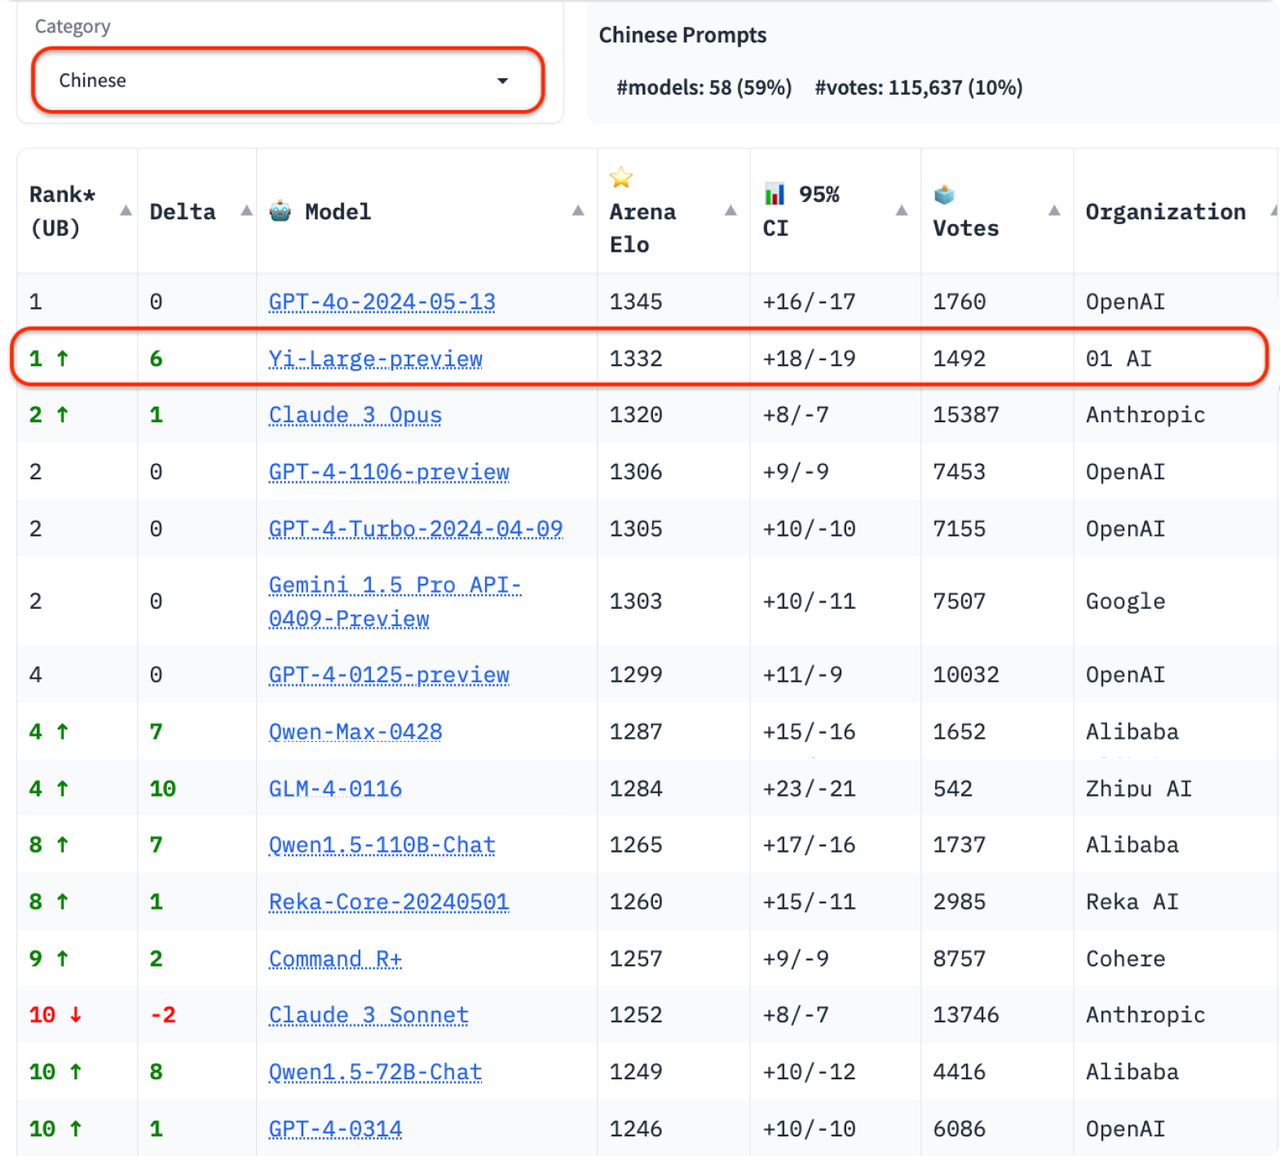 Category
Chinese
Chinese Prompts
#models: 58 (59%) #votes: 115,637 (10%)
Rank* (UB) Delta Model Arena Elo 95% CI Votes Organization
1 0 GPT-4o-2024-05-13 1345 +16/-17 1760 OpenAI
1 ↑ 6 Yi-Large-preview 1332 +18/-19 1492 01 AI
2 ↑ 1 Claude 3 Opus 1320 +8/-7 15387 Anthropic
2 0 GPT-4-1106-preview 1306 +9/-9 7453 OpenAI
2 0 GPT-4-Turbo-2024-04-09 1305 +10/-10 7155 OpenAI
2 0 Gemini 1.5 Pro API-0409-Preview 1303 +10/-11 7507 Google
4 0 GPT-4-0125-preview 1299 +11/-9 10032 OpenAI
4 ↑ 7 Qwen-Max-0428 1287 +15/-16 1652 Alibaba
4 ↑ 10 GLM-4-0116 1284 +23/-21 542 Zhipu AI
8 ↑ 7 Qwen1.5-110B-Chat 1265 +17/-16 1737 Alibaba
8 ↑ 1 Reka-Core-20240501 1260 +15/-11 2985 Reka AI
9 ↑ 2 Command R+ 1257 +9/-9 8757 Cohere
10 ↓ -2 Claude 3 Sonnet 1252 +8/-7 13746 Anthropic
10 ↑ 8 Qwen1.5-72B-Chat 1249 +10/-12 4416 Alibaba
10 ↑ 1 GPT-4-0314 1246 +10/-10 6086 OpenAI